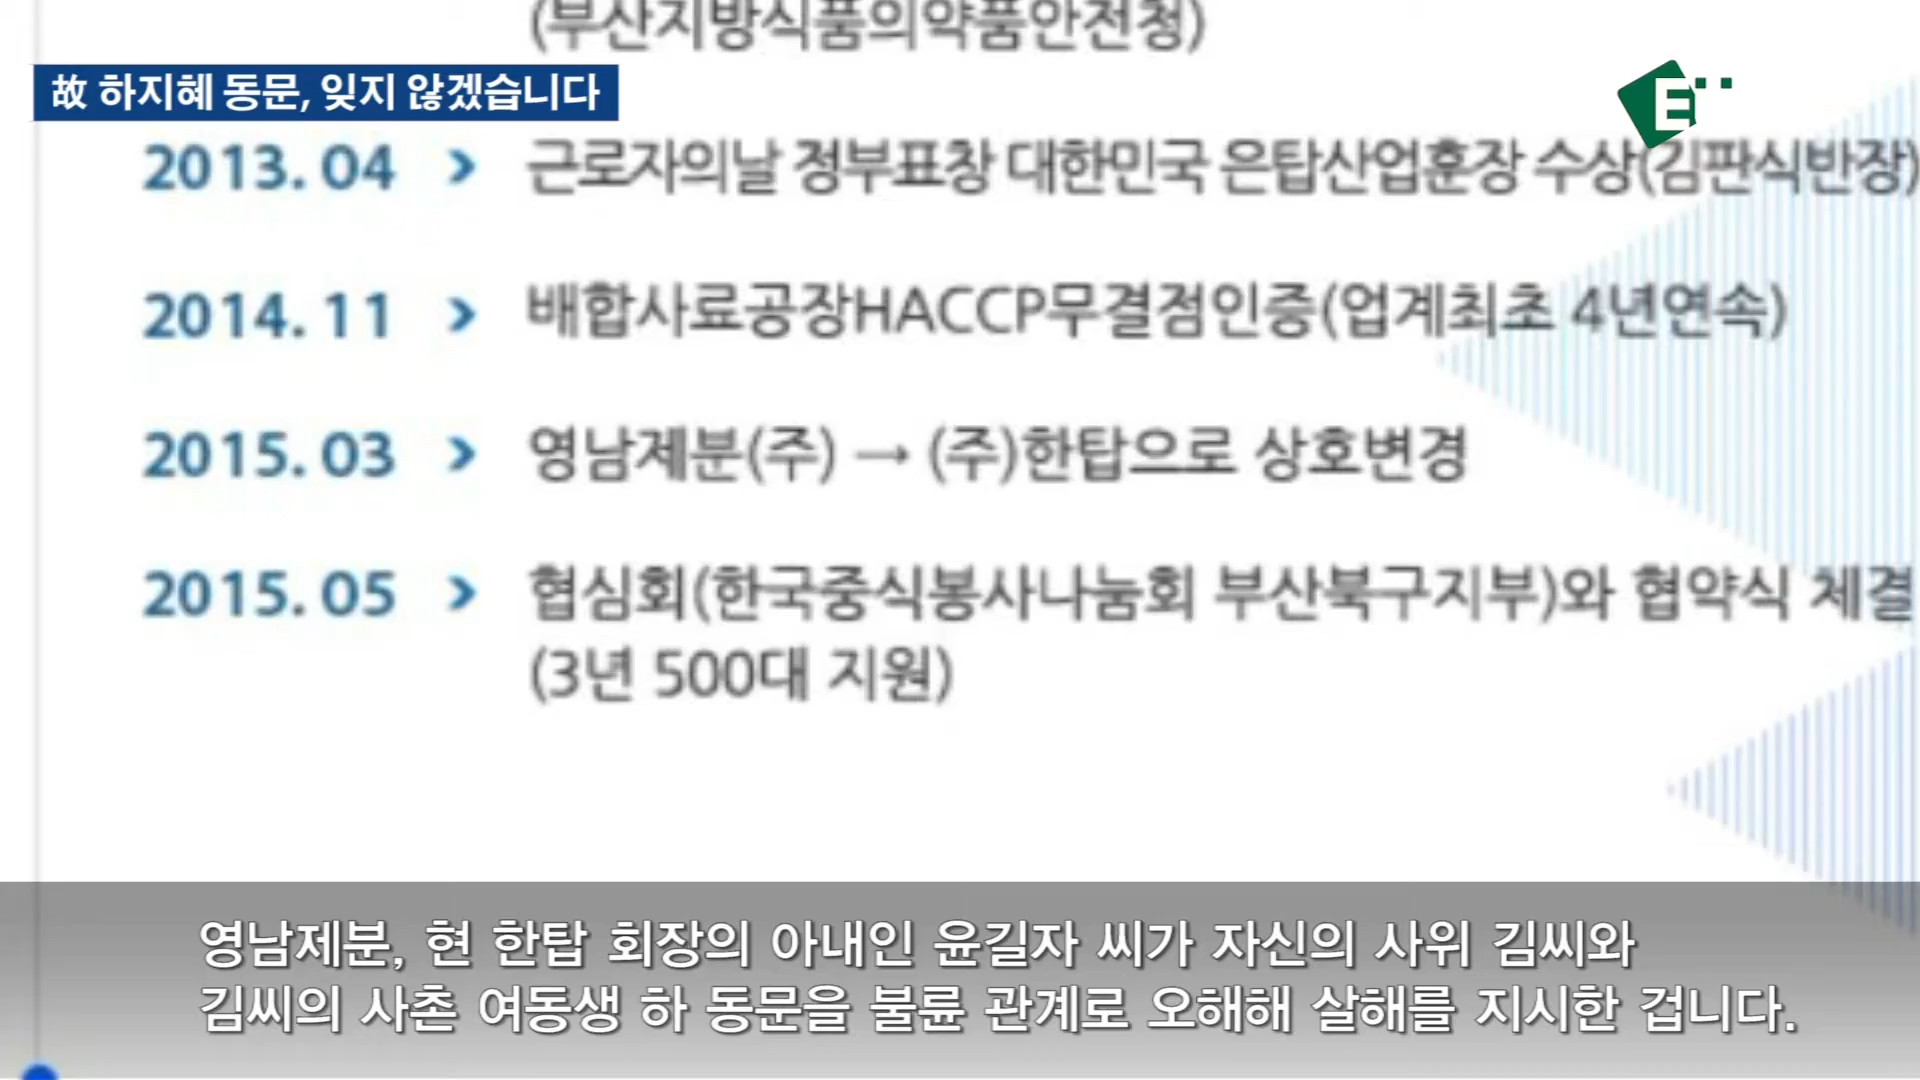 (부산지방식품의약품안전청)
故 하지혜 동문, 잊지 않겠습니다
E
2013. 04 > 근로자의날 정부표창 대한민국 은탑산업훈장 수상(김판식반장)
2014. 11 > 배합사료공장HACCP무결점인증(업계최초 4년연속)
2015. 03 > 영남제분(주) → (주)한탑으로 상호변경
2015. 05 > 협심회(한국중식봉사나눔회 부산북구지부)와 협약식 체결
(3년 500대 지원)
영남제분, 현 한탑 회장의 아내인 윤길자 씨가 자신의 사위 김씨와
김씨의 사촌 여동생 하 동문을 불륜 관계로 오해해 살해를 지시한 겁니다.